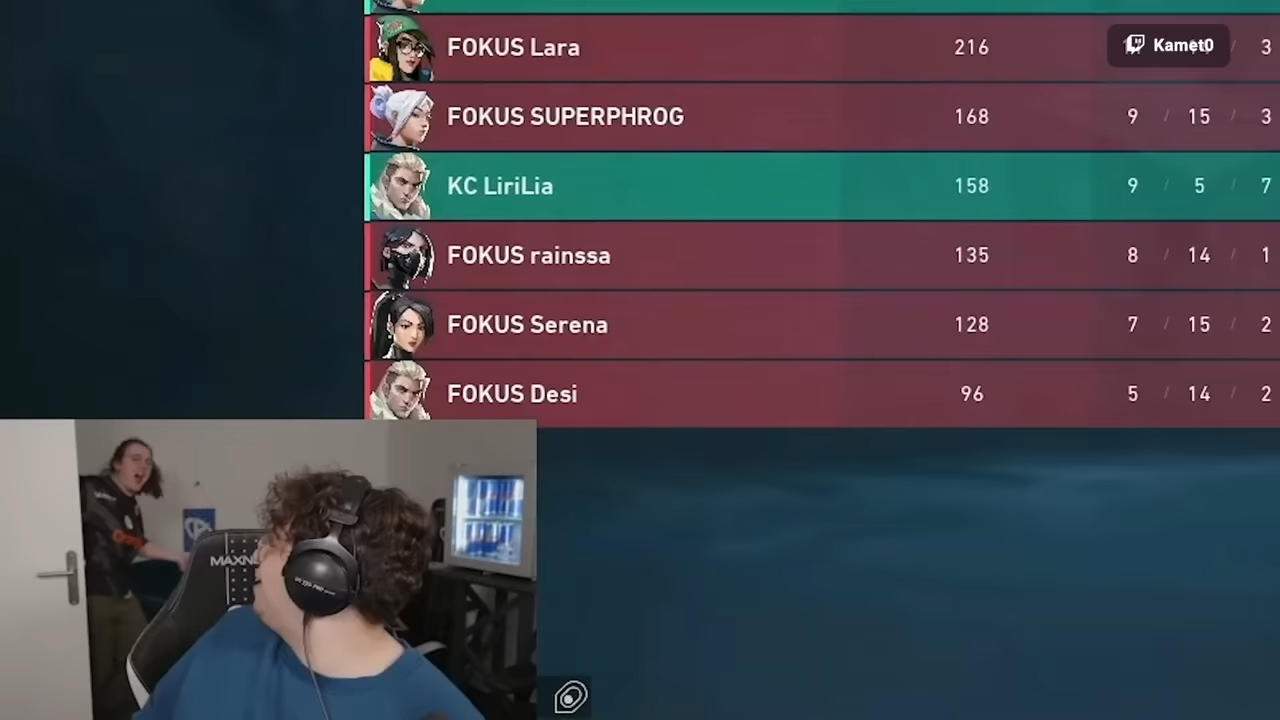 FOKUS Lara 216 / 3
Kamet0
FOKUS SUPERPHROG 168 9 / 15 / 3
KC LiriLia 158 9 / 5 / 7
FOKUS rainssa 135 8 / 14 / 1
FOKUS Serena 128 7 / 15 / 2
FOKUS Desi 96 5 / 14 / 2
MAXN